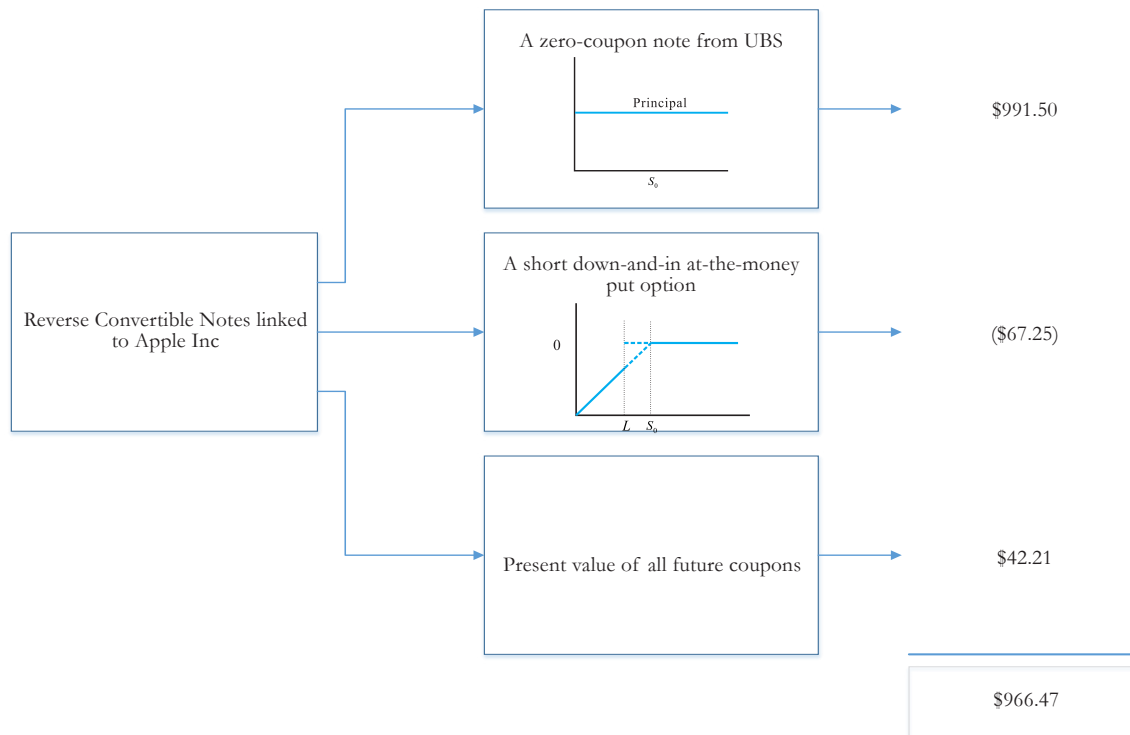 A zero-coupon note from UBS
Principal
S₀
$991.50
Reverse Convertible Notes linked
to Apple Inc
A short down-and-in at-the-money
put option
0
L S₀
($67.25)
Present value of all future coupons
$42.21
$966.47